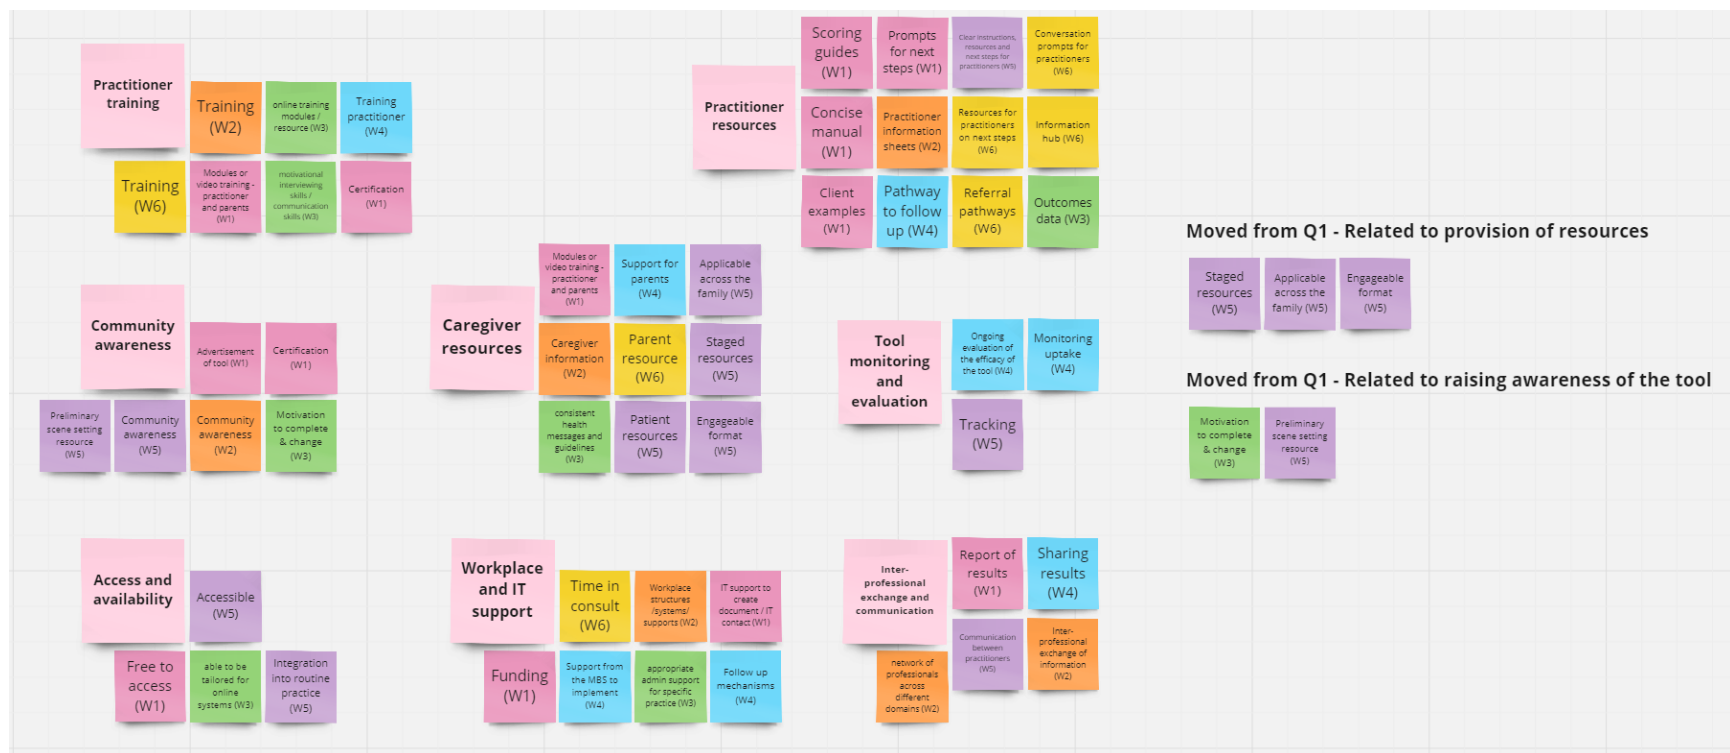 Practitioner
training
Training
(W2)
online training
modules /
resource (W3)
Training
practitioner
(W4)
Training
(W6)
Modules or
video training -
practitioner
and parents
(W1)
motivational
interviewing
skills /
communication
skills (W3)
Certification
(W1)
Practitioner
resources
Scoring
guides
(W1)
Prompts
for next
steps (W1)
Clear instructions,
resources and
next steps for
practitioners (W5)
Conversation
prompts for
practitioners
(W6)
Concise
manual
(W1)
Practitioner
information
sheets (W2)
Resources for
practitioners
on next steps
(W6)
Information
hub (W6)
Client
examples
(W1)
Pathway
to follow
up (W4)
Referral
pathways
(W6)
Outcomes
data (W3)
Community
awareness
Advertisement
of tool (W1)
Certification
(W1)
Preliminary
scene setting
resource
(W5)
Community
awareness
(W5)
Community
awareness
(W2)
Motivation
to complete
& change
(W3)
Caregiver
resources
Modules or
video training -
practitioner
and parents
(W1)
Support for
parents
(W4)
Applicable
across the
family (W5)
Caregiver
information
(W2)
Parent
resource
(W6)
Staged
resources
(W5)
consistent
health
messages and
guidelines
(W3)
Patient
resources
(W5)
Engageable
format
(W5)
Tool
monitoring
and
evaluation
Ongoing
evaluation of
the efficacy of
the tool (W4)
Monitoring
uptake
(W4)
Tracking
(W5)
Moved from Q1 - Related to provision of resources
Staged
resources
(W5)
Applicable
across the
family (W5)
Engageable
format
(W5)
Moved from Q1 - Related to raising awareness of the tool
Motivation
to complete
& change
(W3)
Preliminary
scene setting
resource
(W5)
Access and
availability
Accessible
(W5)
Free to
access
(W1)
able to be
tailored for
online
systems (W3)
Integration
into routine
practice
(W5)
Workplace
and IT
support
Time in
consult
(W6)
Workplace
structures
/systems/
supports (W2)
IT support to
create
document / IT
contact (W1)
Funding
(W1)
Support from
the MBS to
implement
(W4)
appropriate
admin support
for specific
practice (W3)
Follow up
mechanisms
(W4)
Inter-
professional
exchange and
communication
Report of
results
(W1)
Sharing
results
(W4)
Communication
between
practitioners
(W5)
Inter-
professional
exchange of
information
(W2)
network of
professionals
across
different
domains (W2)